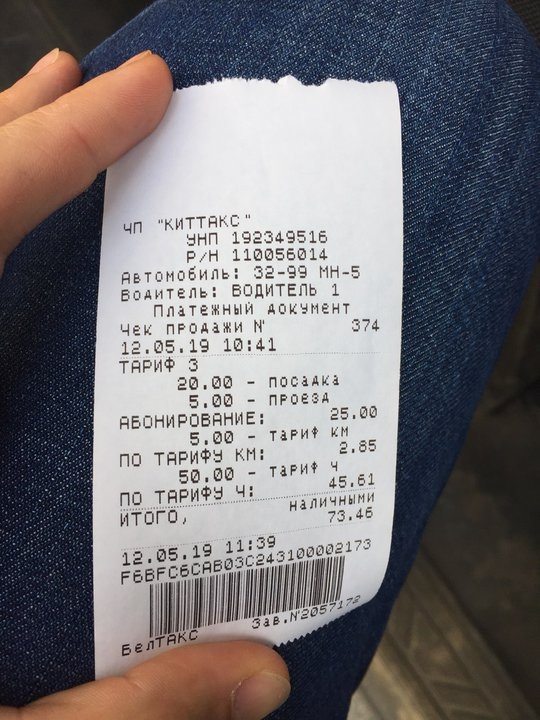 ЧП "КИТТАКС"
УНП 192349516
Р/Н 110056014
Автомобиль: 32-99 МН-5
Водитель: ВОДИТЕЛЬ 1
Платежный документ
Чек продажи N' 374
12.05.19 10:41
ТАРИФ 3
20.00 - посадка
5.00 - проезд
АБОНИРОВАНИЕ: 25.00
5.00 - тариф км
ПО ТАРИФУ КМ: 2.85
50.00 - тариф ч
ПО ТАРИФУ Ч: 45.61
ИТОГО, наличными
73.46
12.05.19 11:39
F6BFC6CAB03C243100002173
БелТАКС Зав.N'2057172